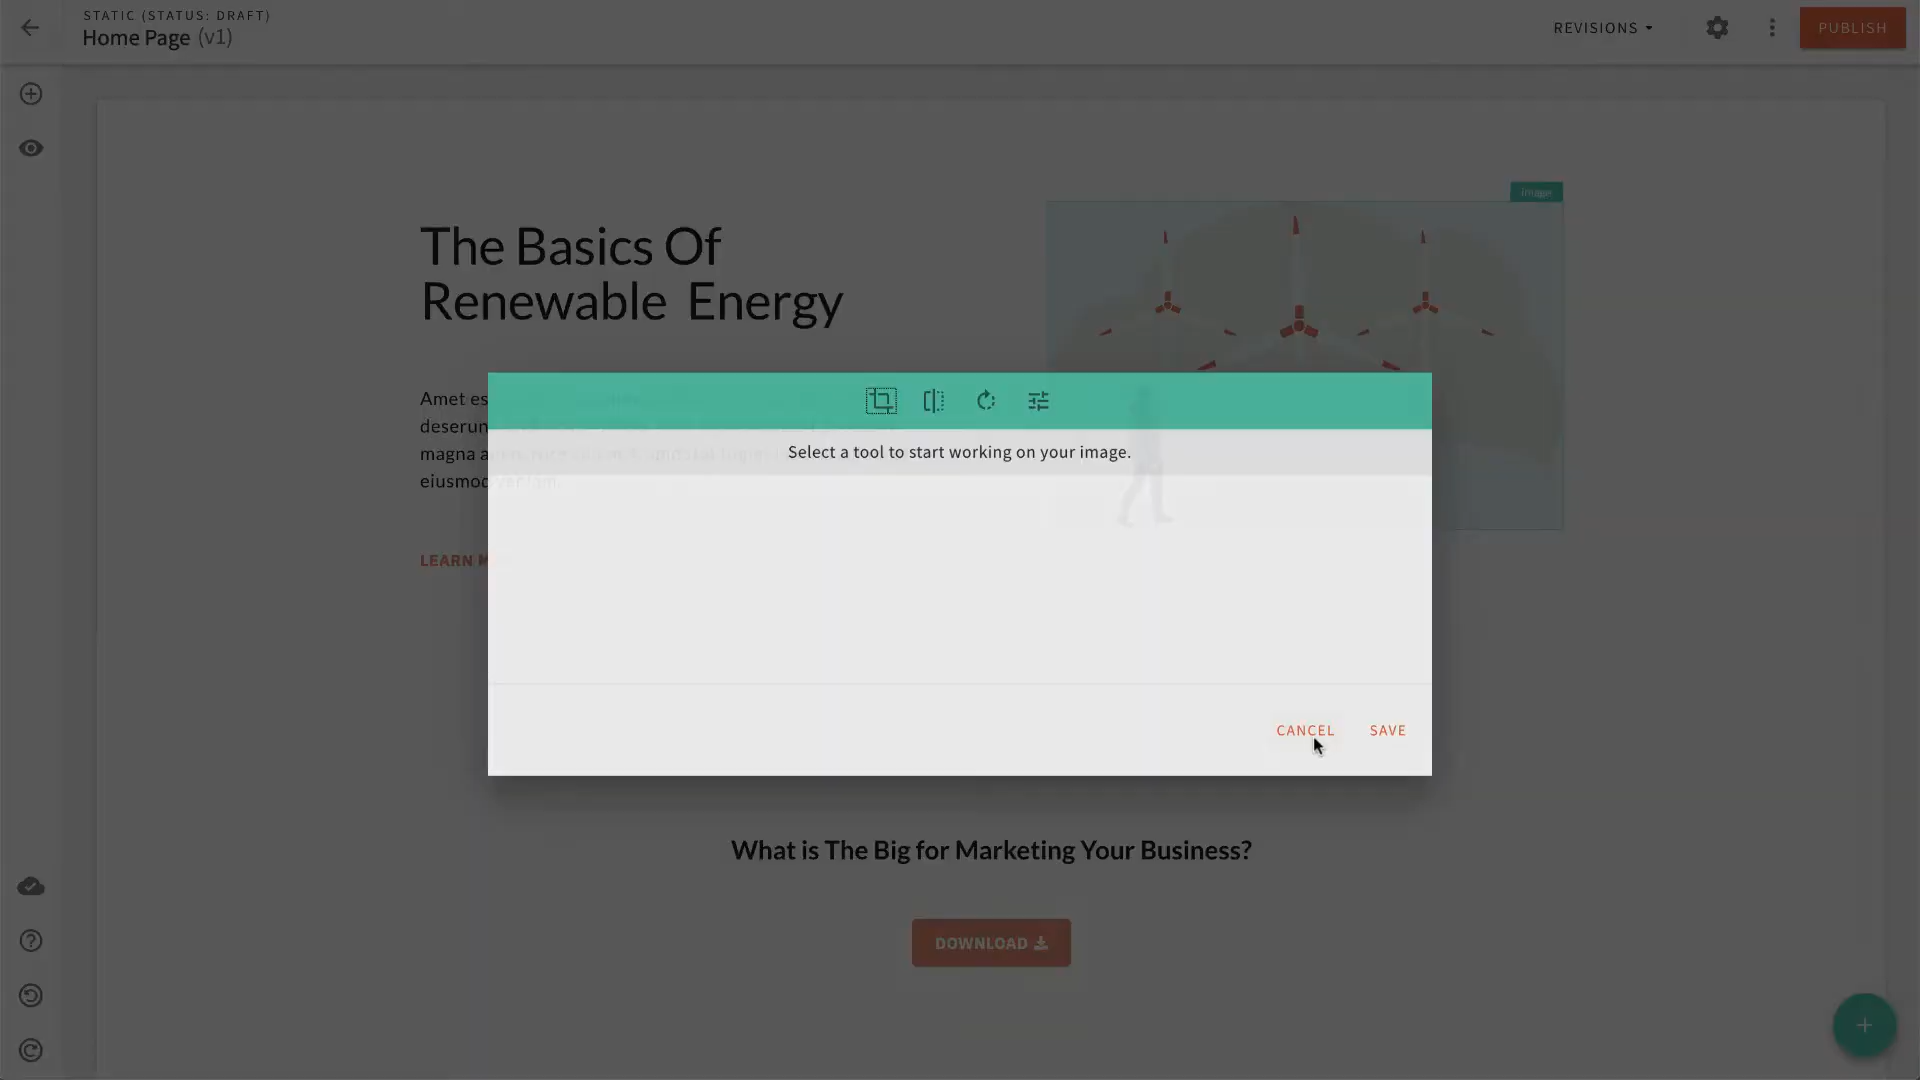 STATIC (STATUS: DRAFT)
Home Page (v1)
REVISIONS
PUBLISH
image
The Basics Of
Renewable Energy
Amet es
deserun
magna a
eiusmod veniam.
LEARN M
Select a tool to start working on your image.
CANCEL
SAVE
What is The Big for Marketing Your Business?
DOWNLOAD